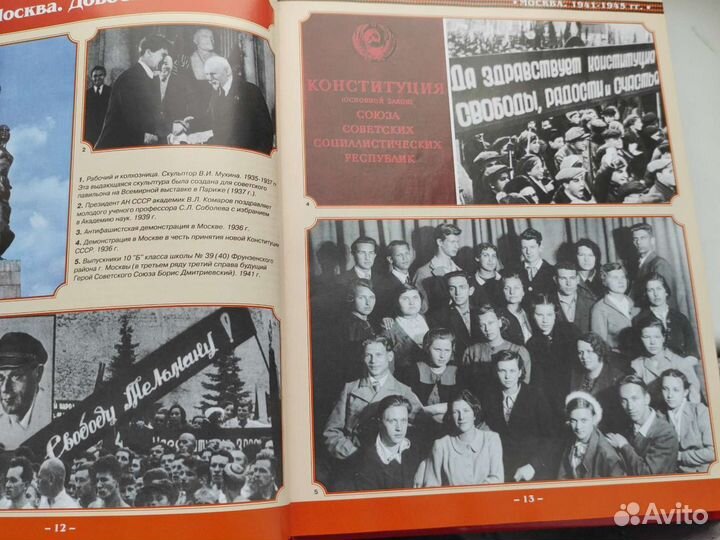 Москва. Дово
2
1. Рабочий и колхозница. Скульптор В.И. Мухина. 1935-1937 гг.
Эта выдающаяся скульптура была создана для советского
павильона на Всемирной выставке в Париже (1937 г.).
2. Президент АН СССР академик В.Л. Комаров поздравляет
молодого ученого профессора С.Л. Соболева с избранием
в Академию наук. 1939 г.
3. Антифашистская демонстрация в Москве. 1936 г.
4. Демонстрация в Москве в честь принятия новой Конституции
СССР. 1936 г.
5. Выпускники 10 "Б" класса школы № 39 (40) Фрунзенского
района г. Москвы (в третьем ряду третий справа будущий
Герой Советского Союза Борис Дмитриевский). 1941 г.
Свободу Тельману!
– 12 –
• МОСКВА. 1941-1945 гг. •
КОНСТИТУЦИЯ
(ОСНОВНОЙ ЗАКОН)
СОЮЗА
СОВЕТСКИХ
СОЦИАЛИСТИЧЕСКИХ
РЕСПУБЛИК
ДА ЗДРАВСТВУЕТ КОНСТИТУЦИЯ
СВОБОДЫ, РАДОСТИ И СЧАСТЬЯ
4
5
– 13 –
Avito